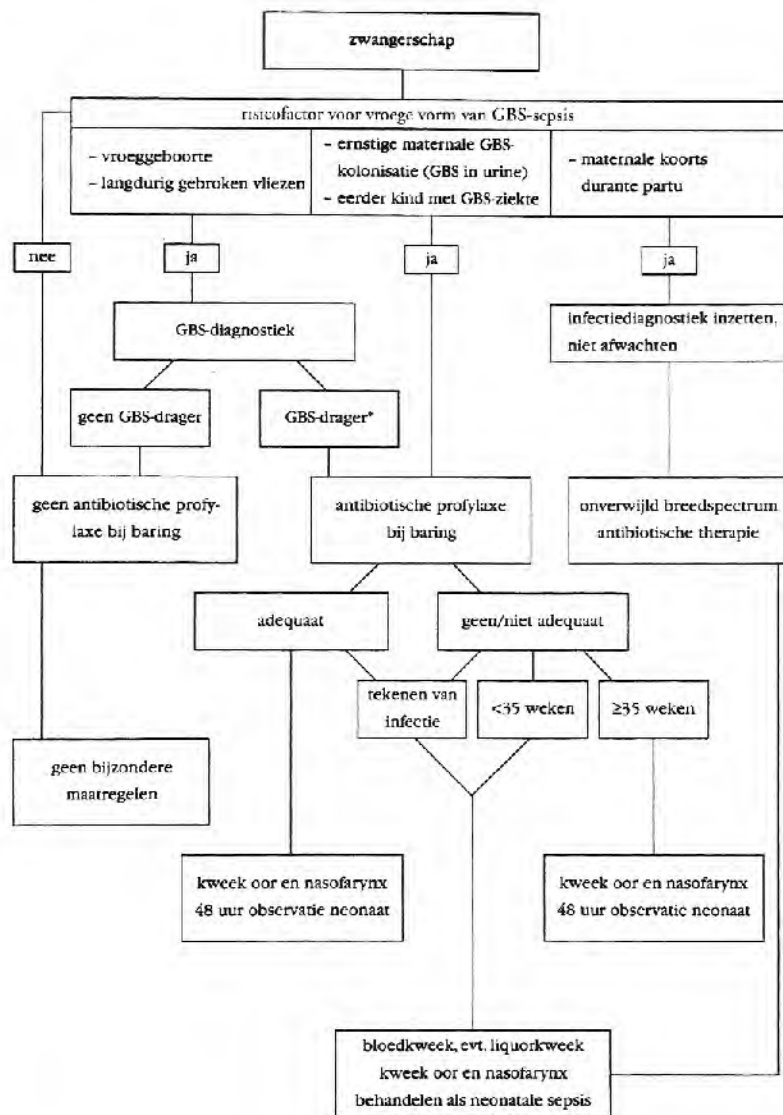 zwangerschap
risicofactor voor vroege vorm van GBS-sepsis
– vroeggeboorte
– langdurig gebroken vliezen
– ernstige maternale GBS-
kolonisatie (GBS in urine)
– eerder kind met GBS-ziekte
– maternale koorts
durante partu
nee
ja
ja
ja
GBS-diagnostiek
infectiediagnostiek inzetten,
niet afwachten
geen GBS-drager
GBS-drager*
geen antibiotische profy-
laxe bij baring
antibiotische profylaxe
bij baring
onverwijld breedspectrum
antibiotische therapie
adequaat
geen/niet adequaat
tekenen van
infectie
<35 weken
≥35 weken
geen bijzondere
maatregelen
kweek oor en nasofarynx
48 uur observatie neonaat
kweek oor en nasofarynx
48 uur observatie neonaat
bloedkweek, evt. liquorkweek
kweek oor en nasofarynx
behandelen als neonatale sepsis